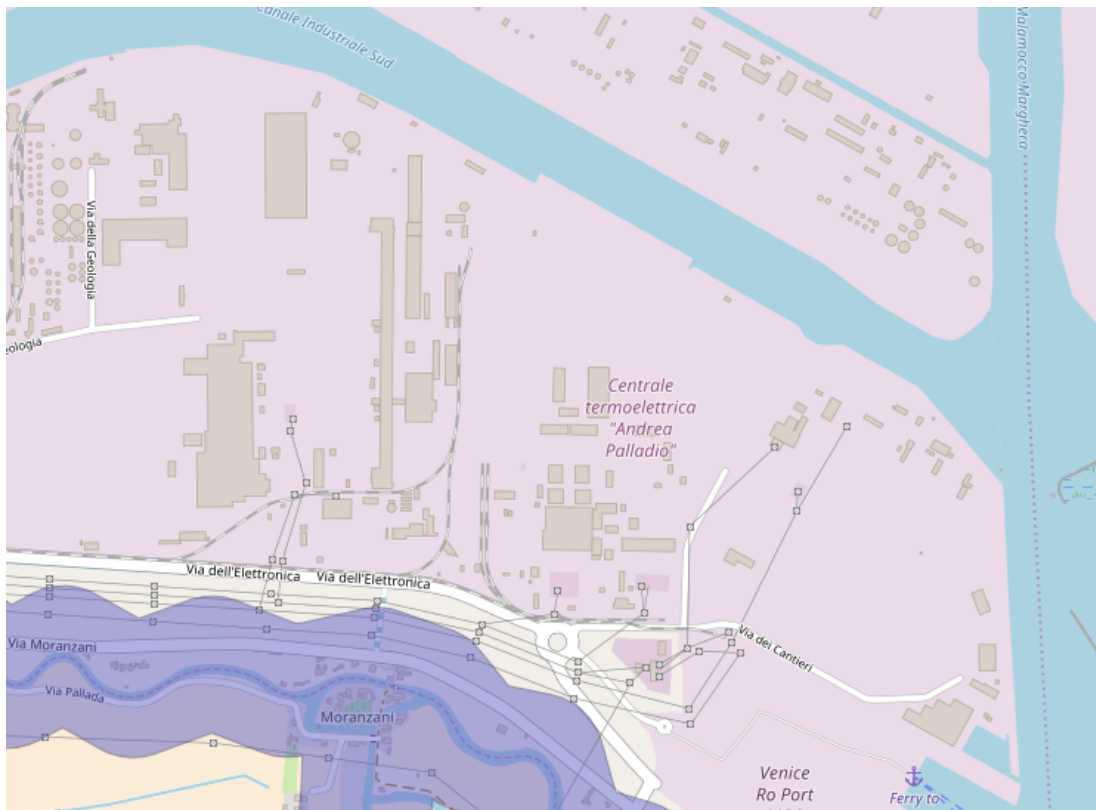 Canale Industriale Sud
Malamocco-Marghera
Via della Geologia
eologia
Centrale
termoelettrica
"Andrea
Palladio"
Via dell'Elettronica
Via dell'Elettronica
Via Moranzani
Via dei Cantieri
Via Pallada
Moranzani
Venice
Ro Port
Ferry to